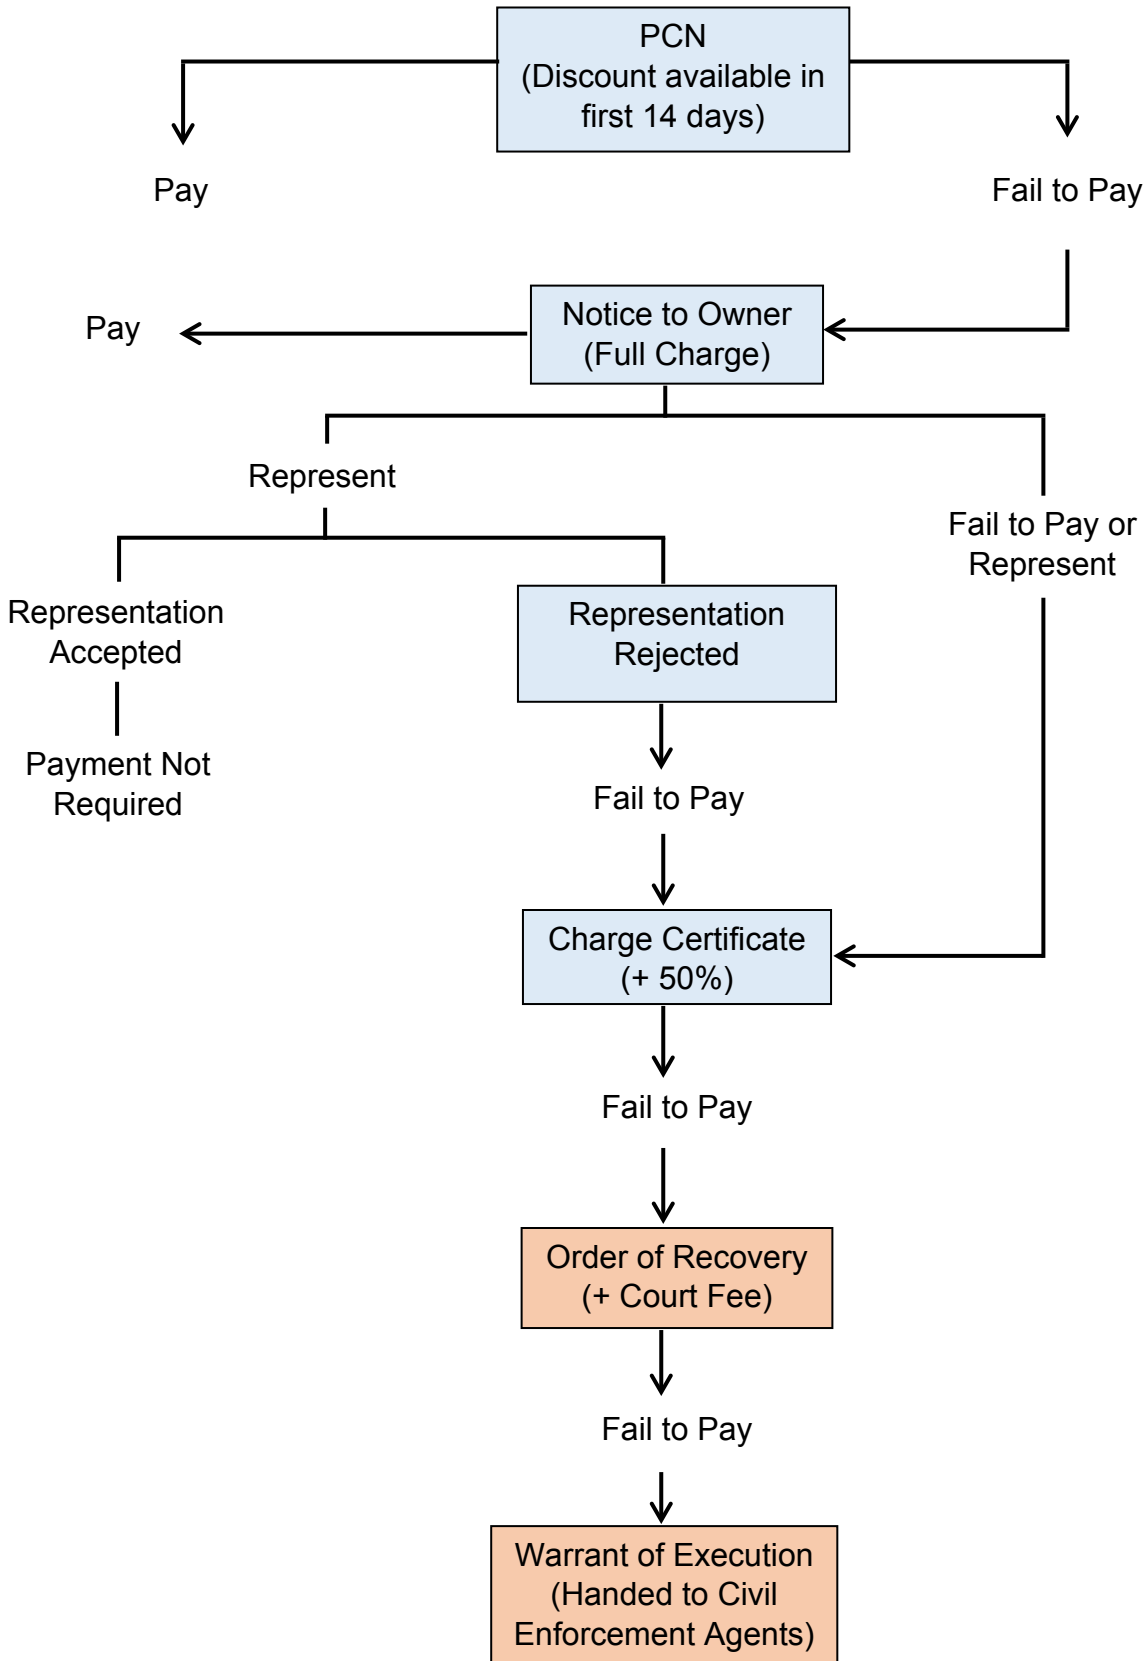 PCN
(Discount available in
first 14 days)
Pay
Fail to Pay
Notice to Owner
(Full Charge)
Pay
Represent
Fail to Pay or
Represent
Representation
Accepted
Representation
Rejected
Payment Not
Required
Fail to Pay
Charge Certificate
(+ 50%)
Fail to Pay
Order of Recovery
(+ Court Fee)
Fail to Pay
Warrant of Execution
(Handed to Civil
Enforcement Agents)